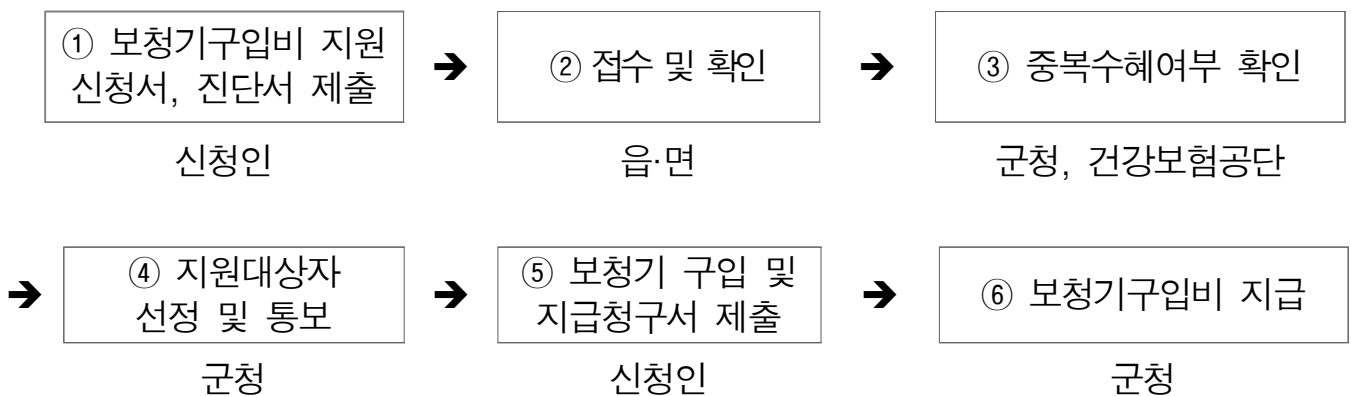 ① 보청기구입비 지원
신청서, 진단서 제출
➔
② 접수 및 확인
➔
③ 중복수혜여부 확인
신청인
읍·면
군청, 건강보험공단
➔
④ 지원대상자
선정 및 통보
➔
⑤ 보청기 구입 및
지급청구서 제출
➔
⑥ 보청기구입비 지급
군청
신청인
군청